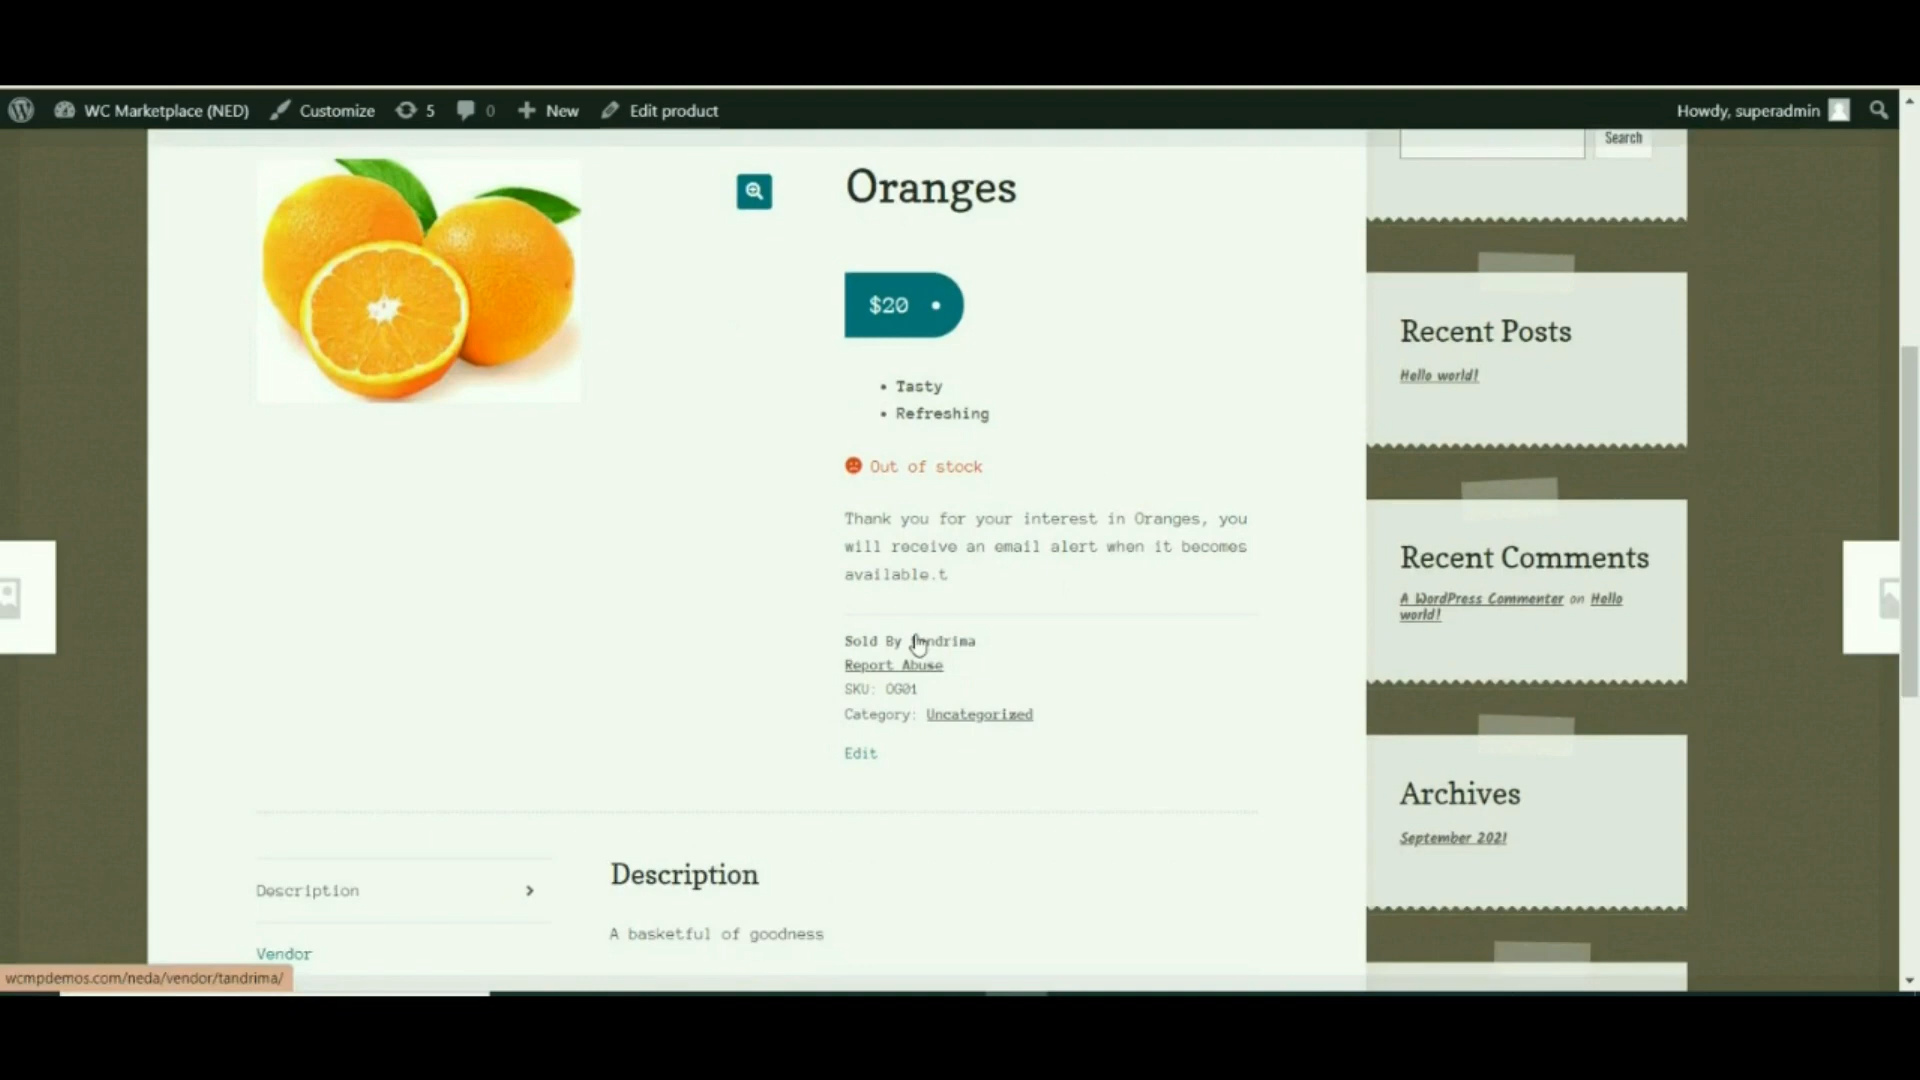 WC Marketplace (NED) Customize 5 0 New Edit product Howdy, superadmin
Search
Oranges
$20
Tasty
Refreshing
Out of stock
Thank you for your interest in Oranges, you
will receive an email alert when it becomes
available.t
Sold By Tandrima
Report Abuse
SKU: OG01
Category: Uncategorized
Edit
Description
Vendor
Description
A basketful of goodness
Recent Posts
Hello world!
Recent Comments
A WordPress Commenter on Hello
world!
Archives
September 2021
wcmpdemos.com/neda/vendor/tandrima/